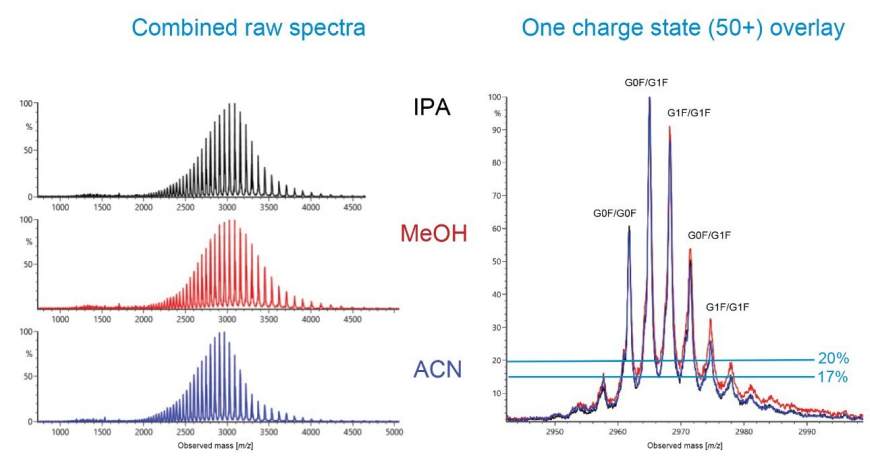 Combined raw spectra
One charge state (50+) overlay
IPA
100
%
50
0
1000 1500 2000 2500 3000 3500 4000 4500
MeOH
100
%
50
0
1000 1500 2000 2500 3000 3500 4000 4500 5000
ACN
100
%
50
0
1000 1500 2000 2500 3000 3500 4000 4500 5000
Observed mass [m/z]
G0F/G1F
G1F/G1F
G0F/G0F
G0F/G1F
G1F/G1F
20%
17%
100
%
90
80
70
60
50
40
30
20
10
2950 2960 2970 2980 2990
Observed mass [m/z]